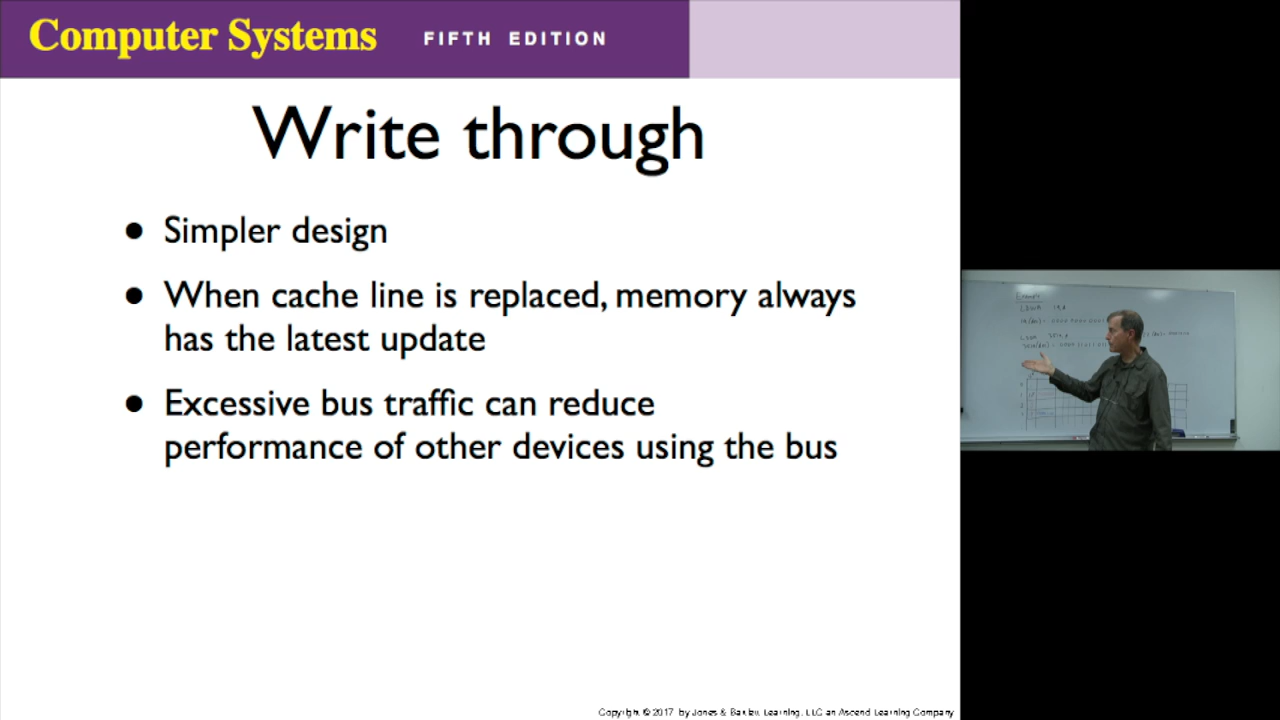 Computer Systems FIFTH EDITION
Write through
• Simpler design
• When cache line is replaced, memory always
has the latest update
• Excessive bus traffic can reduce
performance of other devices using the bus
Copyright © 2017 by Jones & Bartlett Learning, LLC an Ascend Learning Company
Example